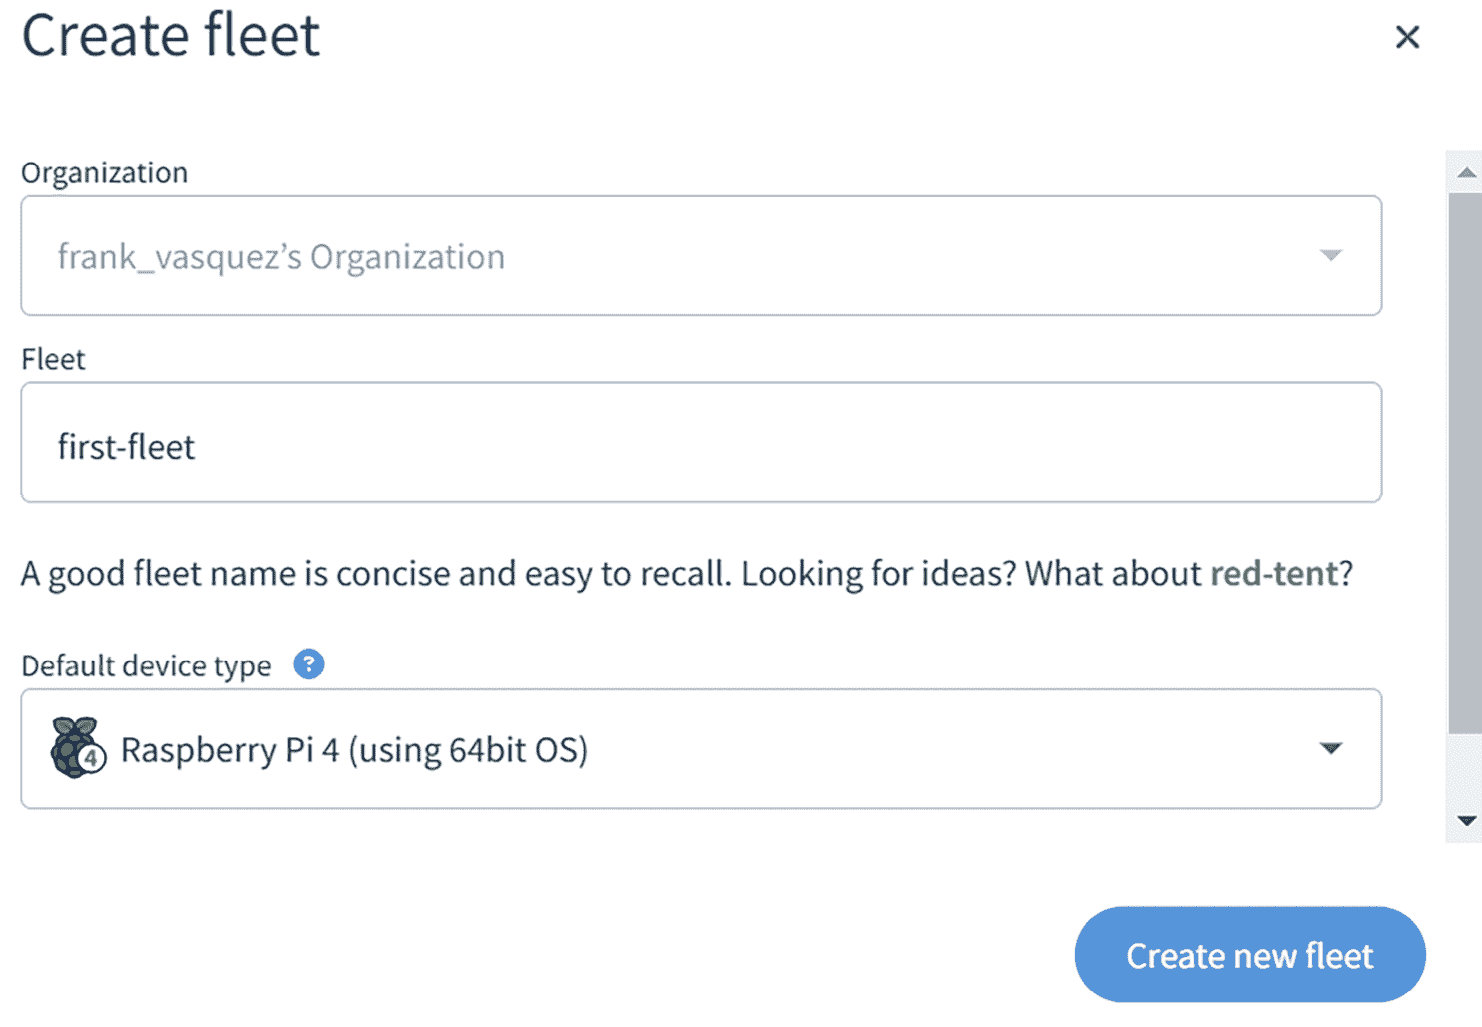 Create fleet
Organization
frank_vasquez’s Organization
Fleet
first-fleet
A good fleet name is concise and easy to recall. Looking for ideas? What about red-tent?
Default device type ?
4 Raspberry Pi 4 (using 64bit OS)
Create new fleet